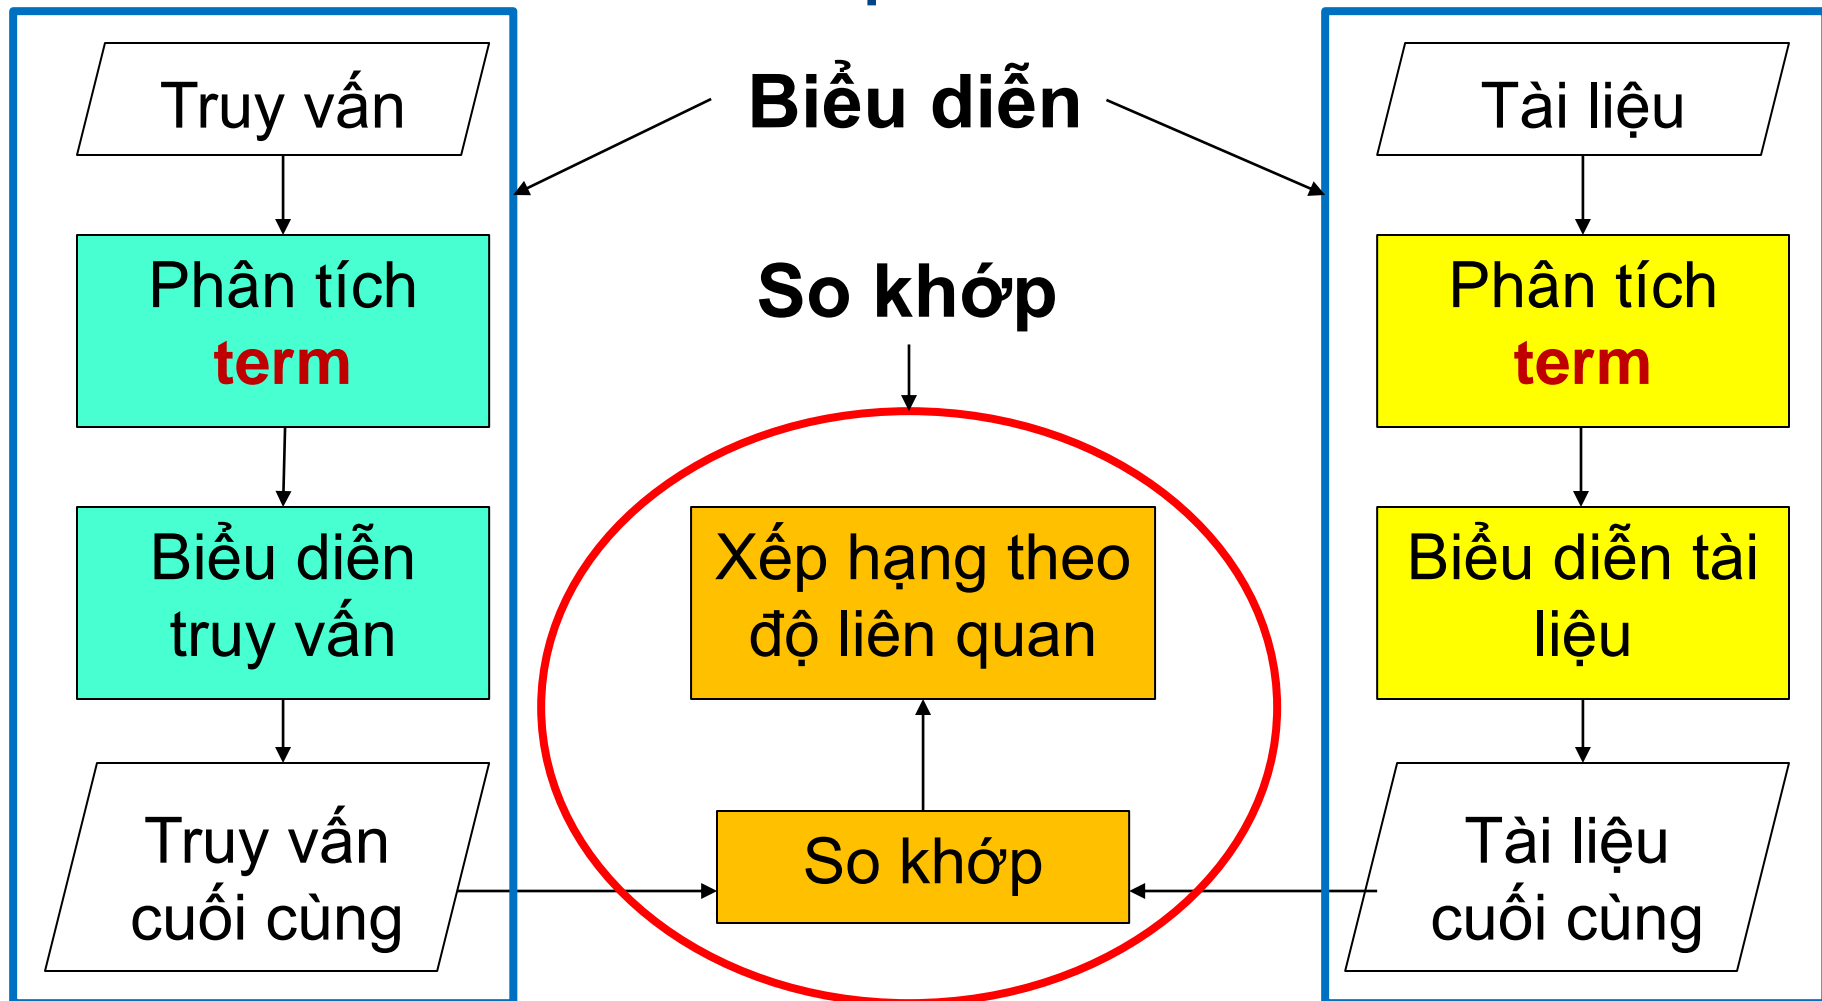 Truy vấn
Phân tích
term
Biểu diễn
truy vấn
Truy vấn
cuối cùng
Biểu diễn
So khớp
Xếp hạng theo
độ liên quan
So khớp
Tài liệu
Phân tích
term
Biểu diễn tài
liệu
Tài liệu
cuối cùng